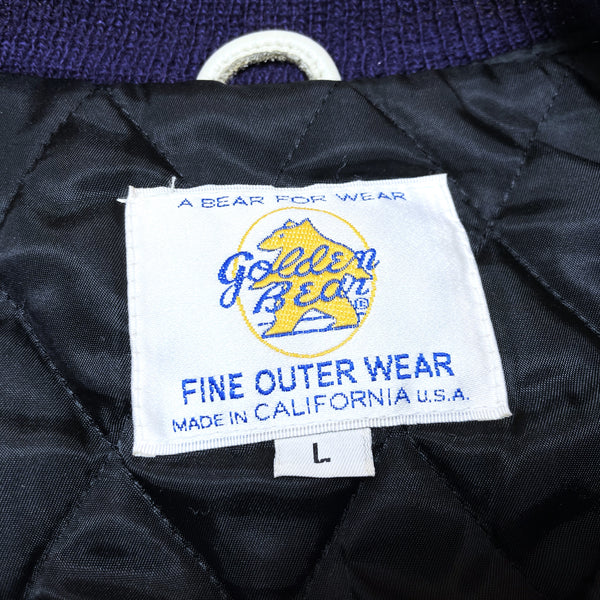 A BEAR FOR WEAR
Golden
Bear ®
FINE OUTER WEAR
MADE IN CALIFORNIA U.S.A.
L